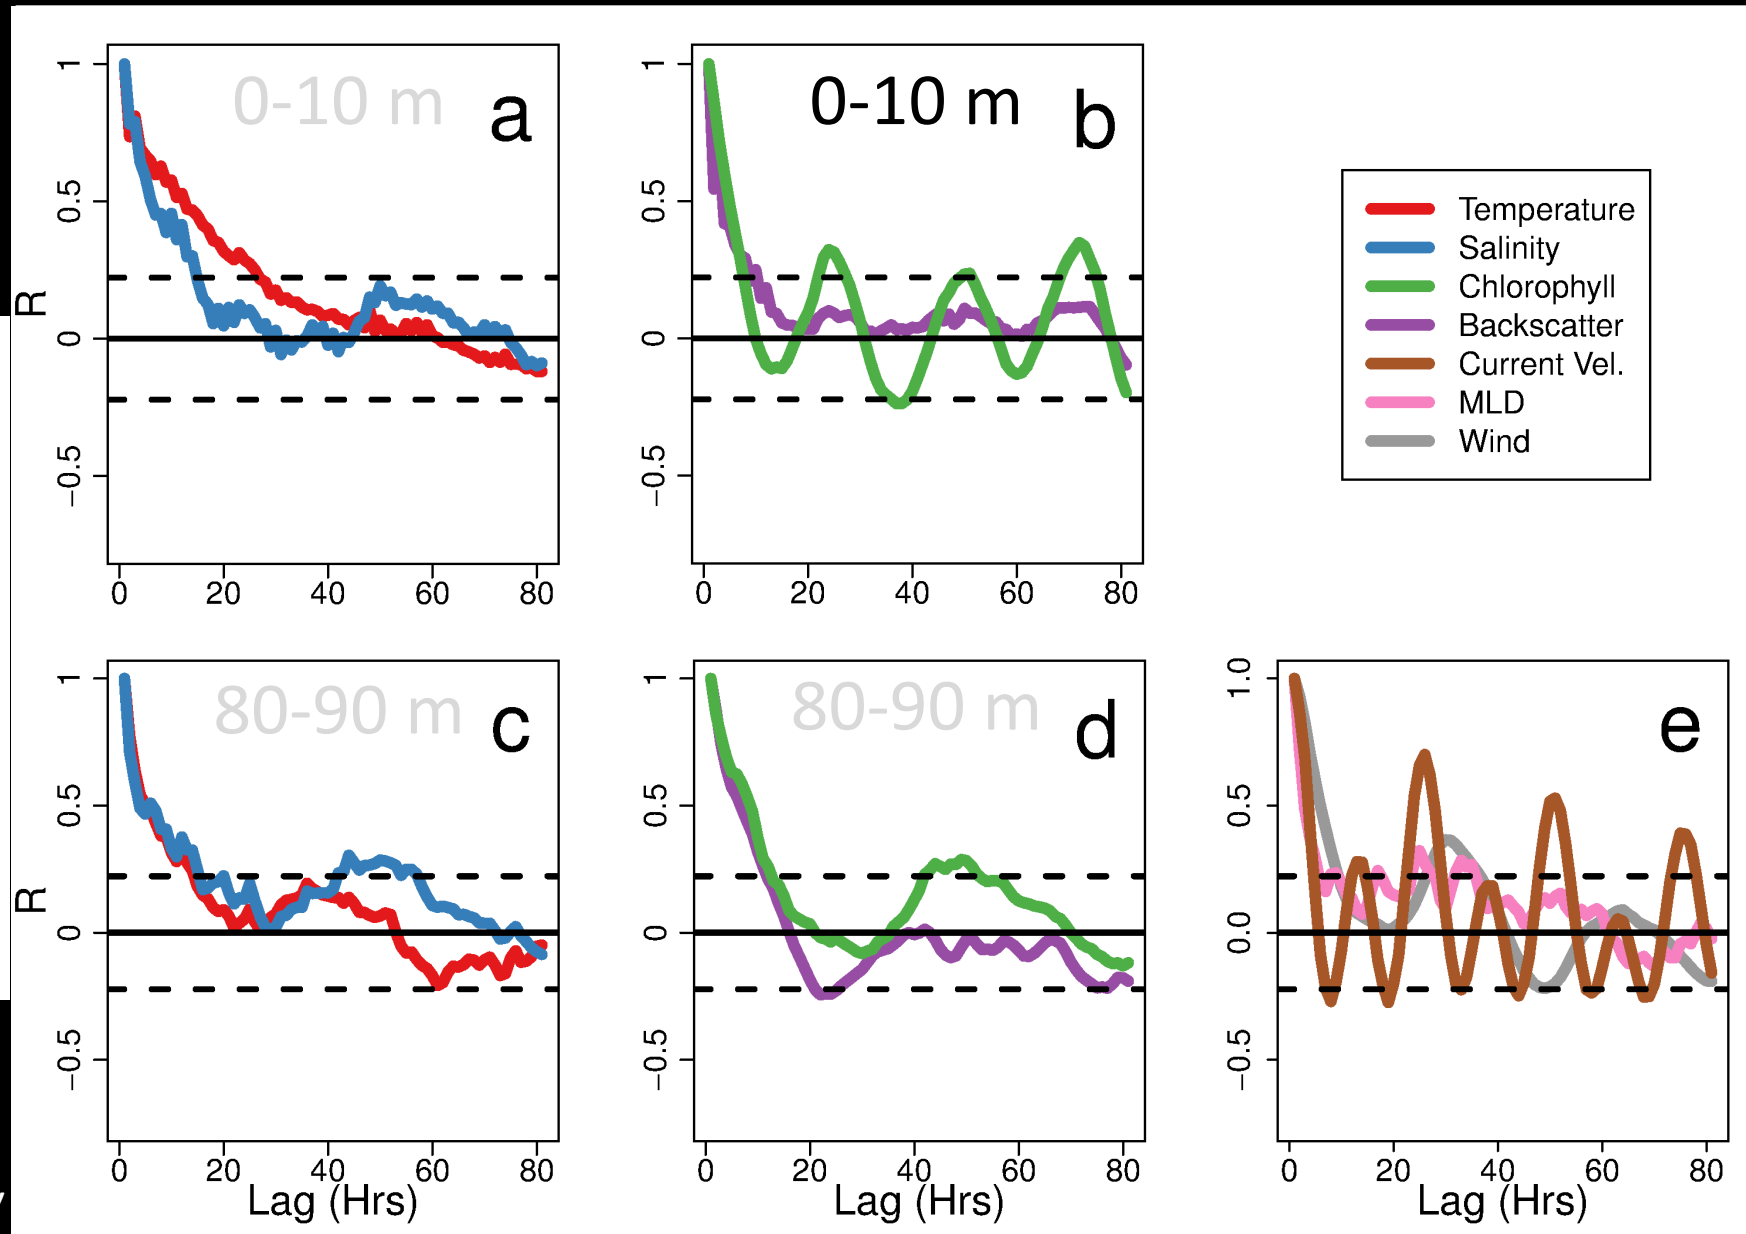 0-10 m
a
R
1
0.5
0
−0.5
0 20 40 60 80
0-10 m
b
1
0.5
0
−0.5
0 20 40 60 80
Temperature
Salinity
Chlorophyll
Backscatter
Current Vel.
MLD
Wind
80-90 m
c
R
1
0.5
0
−0.5
0 20 40 60 80
Lag (Hrs)
80-90 m
d
1
0.5
0
−0.5
0 20 40 60 80
Lag (Hrs)
e
1.0
0.5
0.0
−0.5
0 20 40 60 80
Lag (Hrs)